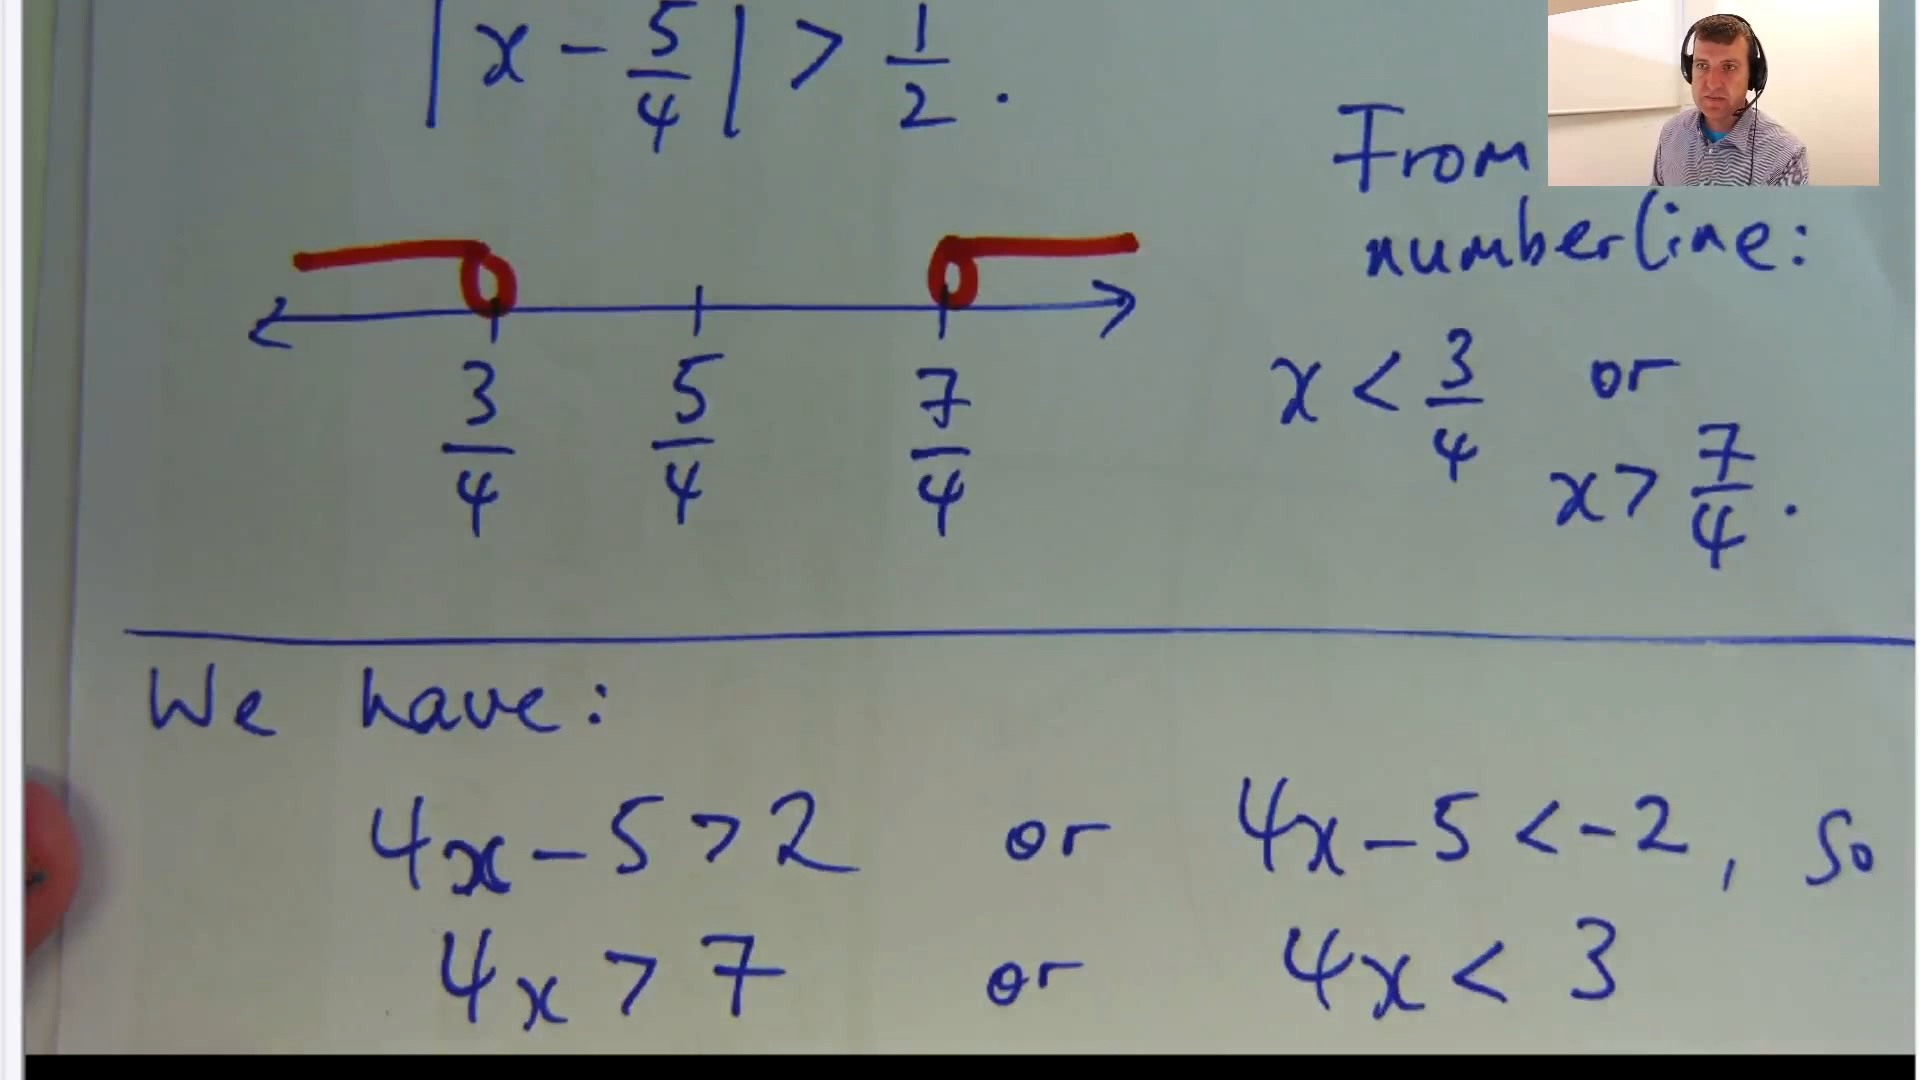 |x - 5/4| > 1/2.
From
numberline:
3/4 5/4 7/4
x < 3/4 or
x > 7/4.
We have:
4x - 5 > 2 or 4x - 5 < -2, so
4x > 7 or 4x < 3